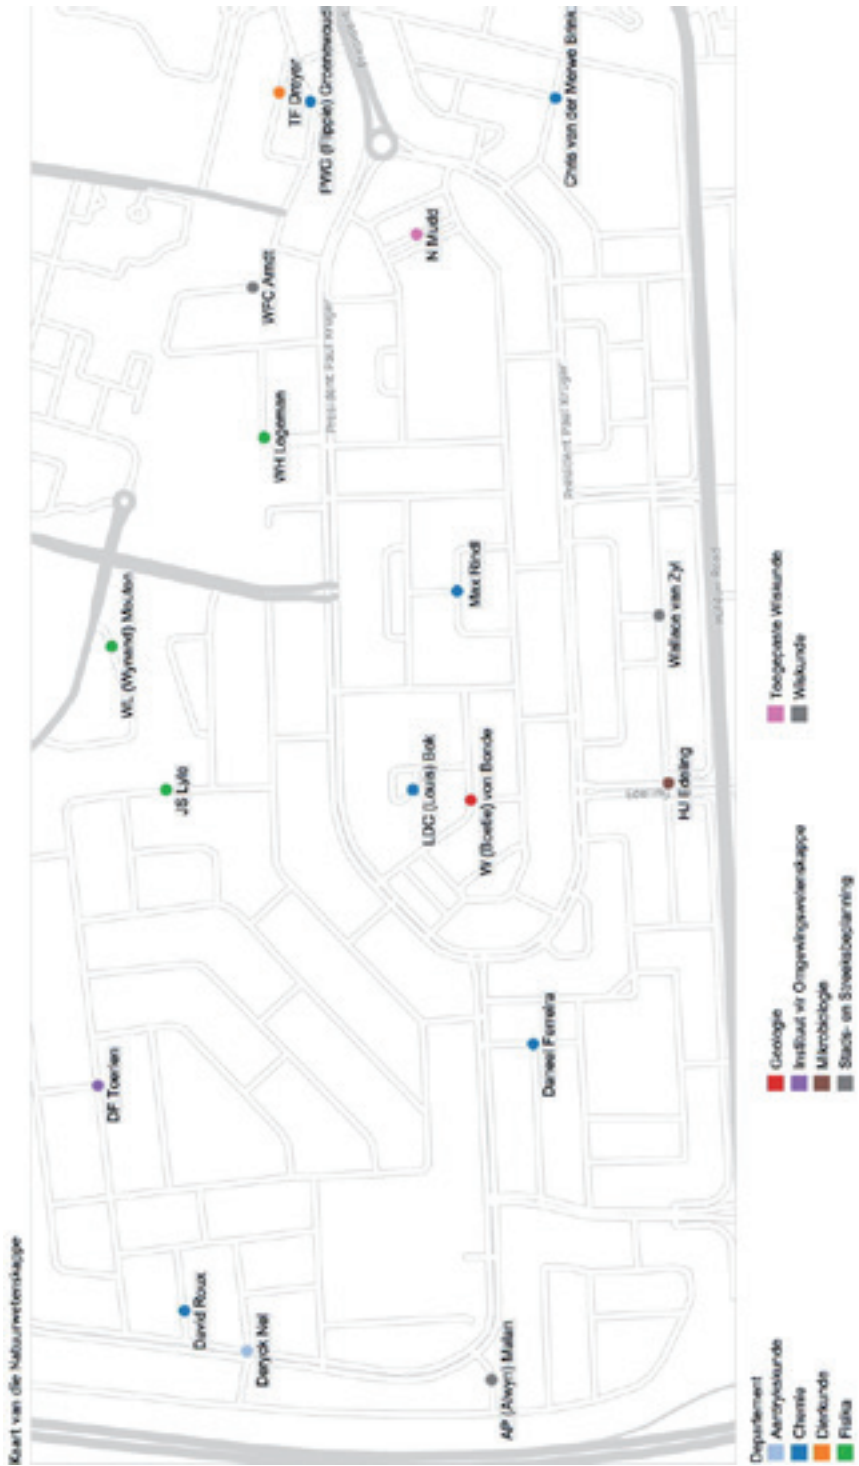 Kaart van die Natuurwetenskappe
TF Dreyer
PWG (Flippie) Groenewoud
Chris van der Merwe Brink
N Mudd
WFC Arndt
President Paul Kruger
President Paul Kruger
WH Logeman
Max Rindl
WL (Wynand) Mouton
Wallace van Zyl
JS Lyle
LDC (Louis) Bok
W (Boetie) von Bonde
HJ Edeling
DF Toerien
Daneel Ferreira
David Roux
Deryck Nel
AP (Alwyn) Malan
Departement
Aardrykskunde
Chemie
Dierkunde
Fisika
Geologie
Instituut vir Omgewingswetenskappe
Mikrobiologie
Stads- en Streeksbeplanning
Toegepaste Wiskunde
Wiskunde